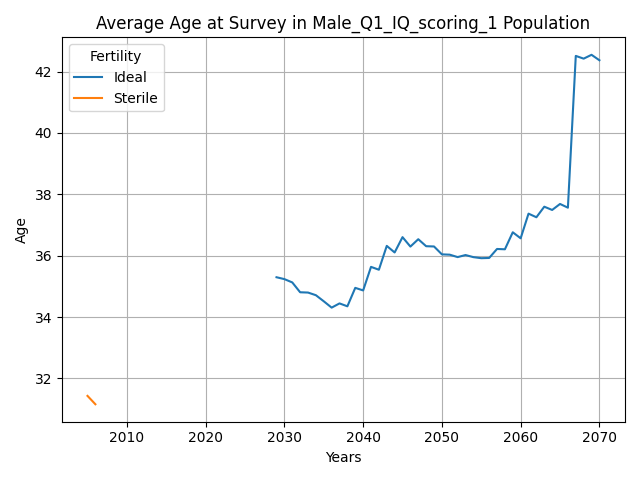 Average Age at Survey in Male_Q1_IQ_scoring_1 Population
Fertility
Ideal
Sterile
Age
42
40
38
36
34
32
2010 2020 2030 2040 2050 2060 2070
Years